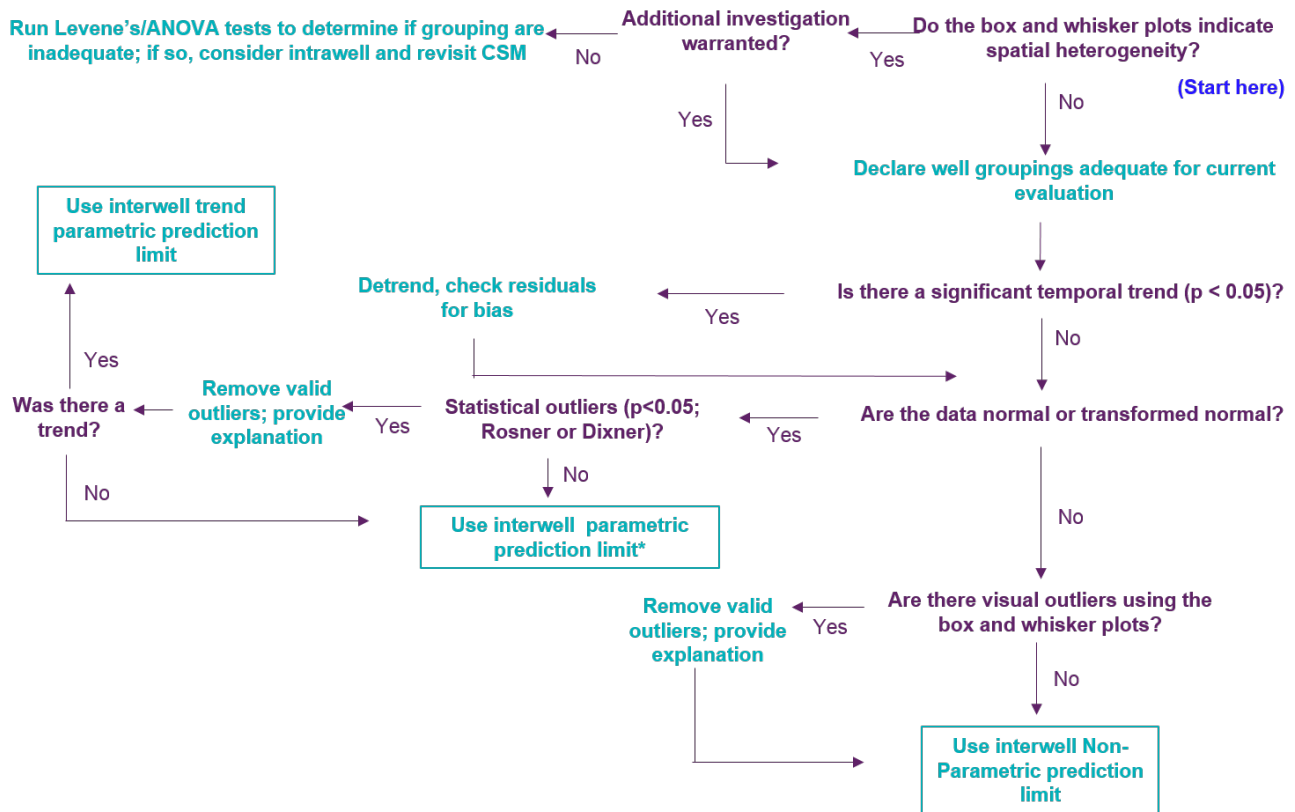 Run Levene's/ANOVA tests to determine if grouping are
inadequate; if so, consider intrawell and revisit CSM
No
Additional investigation
warranted?
Yes
Do the box and whisker plots indicate
spatial heterogeneity?
(Start here)
Yes
No
Declare well groupings adequate for current
evaluation
Use interwell trend
parametric prediction
limit
Detrend, check residuals
for bias
Yes
Is there a significant temporal trend (p < 0.05)?
No
Yes
Was there a
trend?
Remove valid
outliers; provide
explanation
Yes
Statistical outliers (p<0.05;
Rosner or Dixner)?
Yes
Are the data normal or transformed normal?
No
No
Use interwell parametric
prediction limit*
No
Remove valid
outliers; provide
explanation
Yes
Are there visual outliers using the
box and whisker plots?
No
Use interwell Non-
Parametric prediction
limit